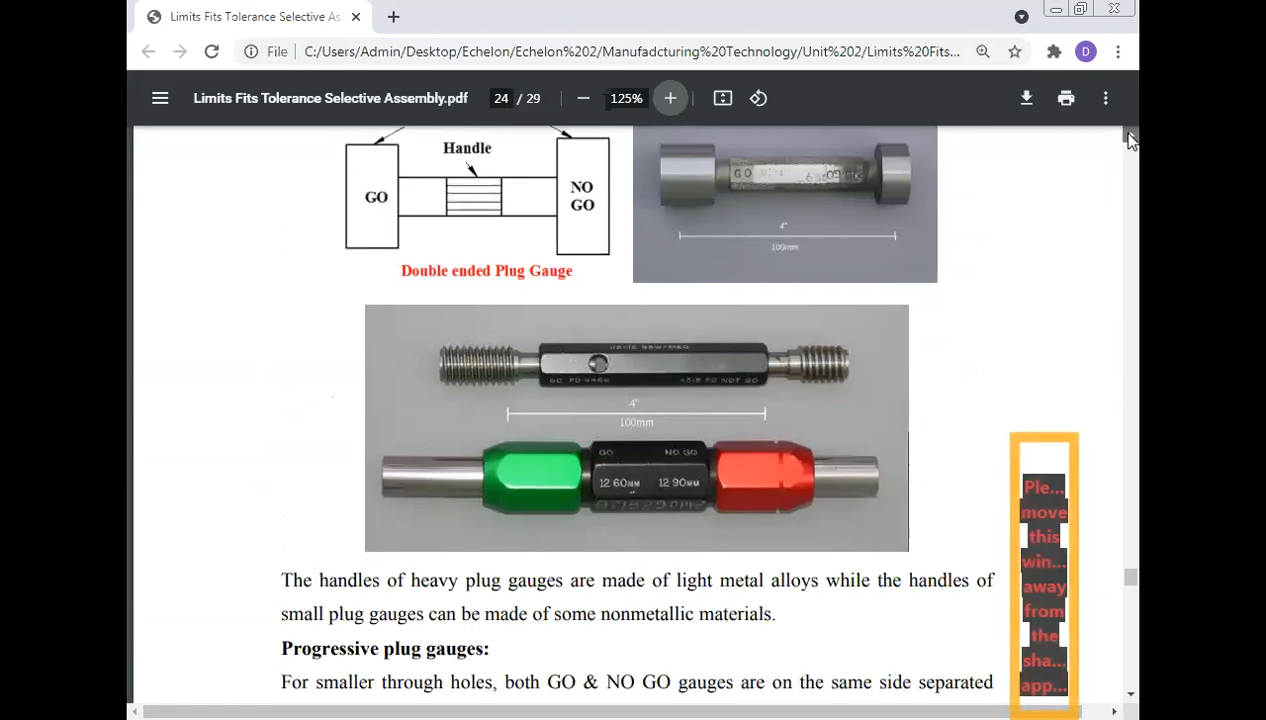 Limits Fits Tolerance Selective As
File C:/Users/Admin/Desktop/Echelon/Echelon%202/Manufadcturing%20Technology/Unit%202/Limits%20Fits... D
Limits Fits Tolerance Selective Assembly.pdf 24 / 29 125%
Handle
GO
NO
GO
Double ended Plug Gauge
GO
4"
100mm
4"
100mm
GO NO GO
12 60MM 12 90MM
The handles of heavy plug gauges are made of light metal alloys while the handles of
small plug gauges can be made of some nonmetallic materials.
Progressive plug gauges:
For smaller through holes, both GO & NO GO gauges are on the same side separated
Ple...
move
this
win...
away
from
the
sha...
app...